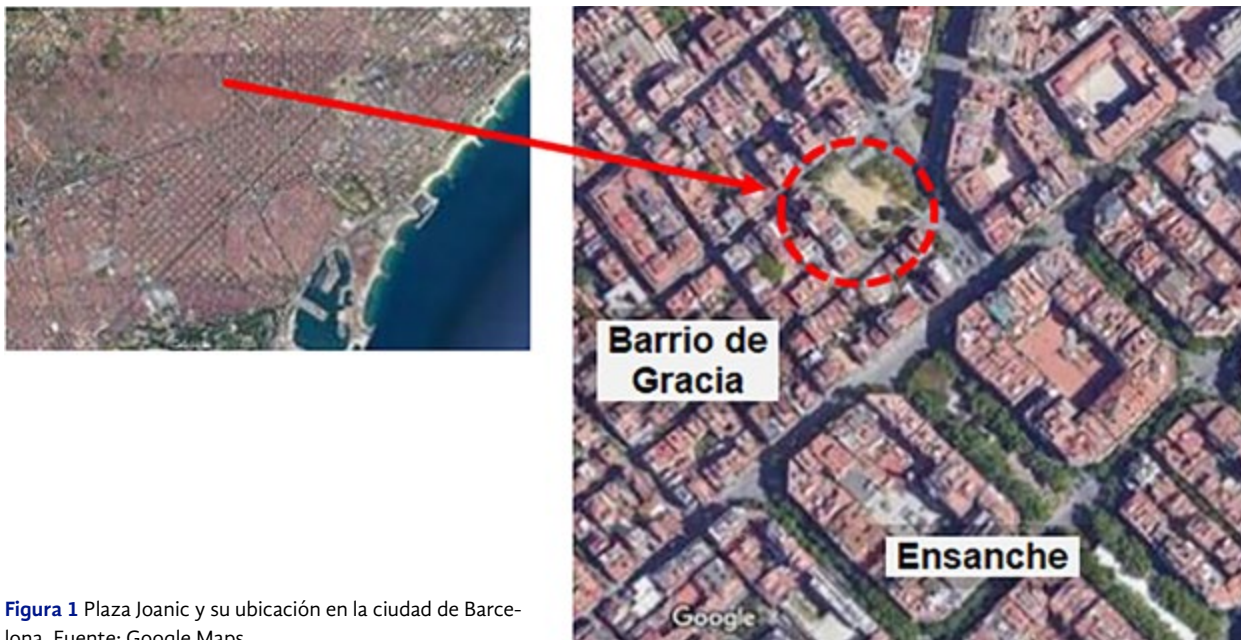 Barrio de
Gracia
Ensanche
Google
Figura 1 Plaza Joanic y su ubicación en la ciudad de Barce-
lona. Fuente: Google Maps.